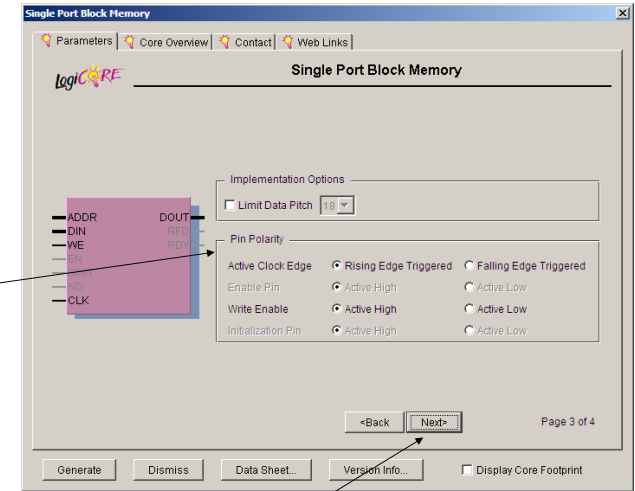 Single Port Block Memory
Parameters Core Overview Contact Web Links
LogiCORE
Single Port Block Memory
Implementation Options
Limit Data Pitch 18
ADDR DOUT
DIN RFD
WE RDY
EN
SINIT
ND
CLK
Pin Polarity
Active Clock Edge Rising Edge Triggered Falling Edge Triggered
Enable Pin Active High Active Low
Write Enable Active High Active Low
Initialization Pin Active High Active Low
<Back Next> Page 3 of 4
Generate Dismiss Data Sheet... Version Info... Display Core Footprint